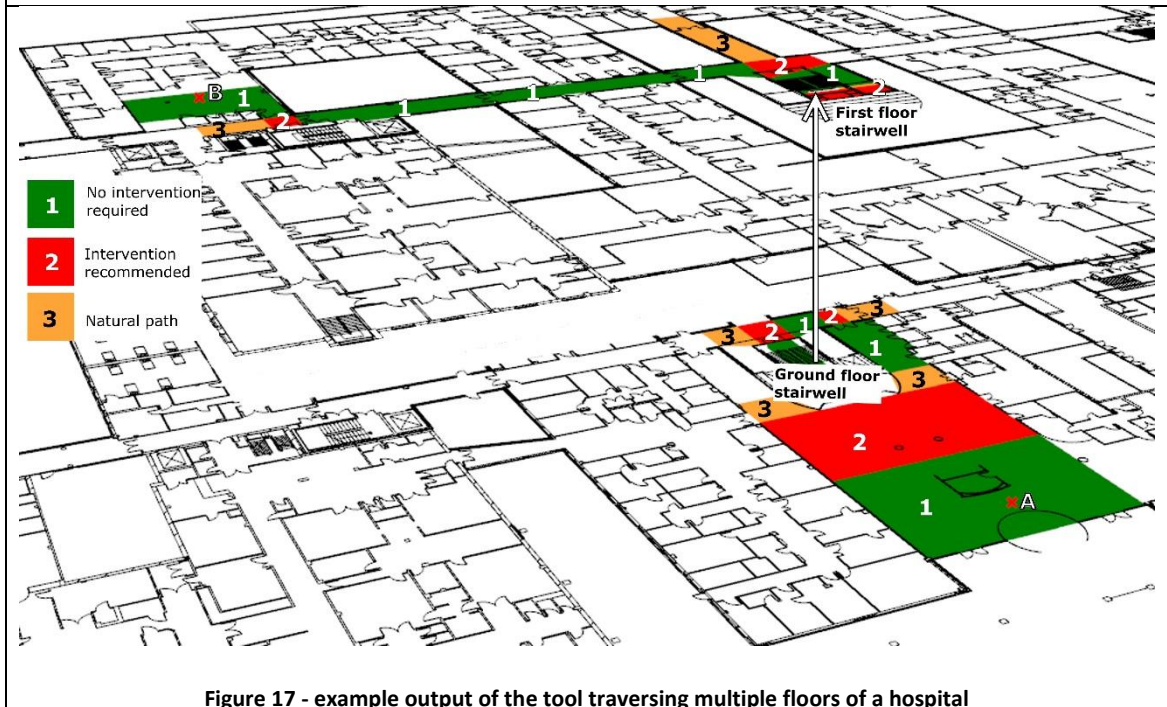 3
2
1
1
2
First floor
stairwell
1
B
1
1
3
2
1
No intervention
required
2
Intervention
recommended
3
Natural path
3
2
1
2
3
1
Ground floor
stairwell
3
3
2
1
A
Figure 17 - example output of the tool traversing multiple floors of a hospital